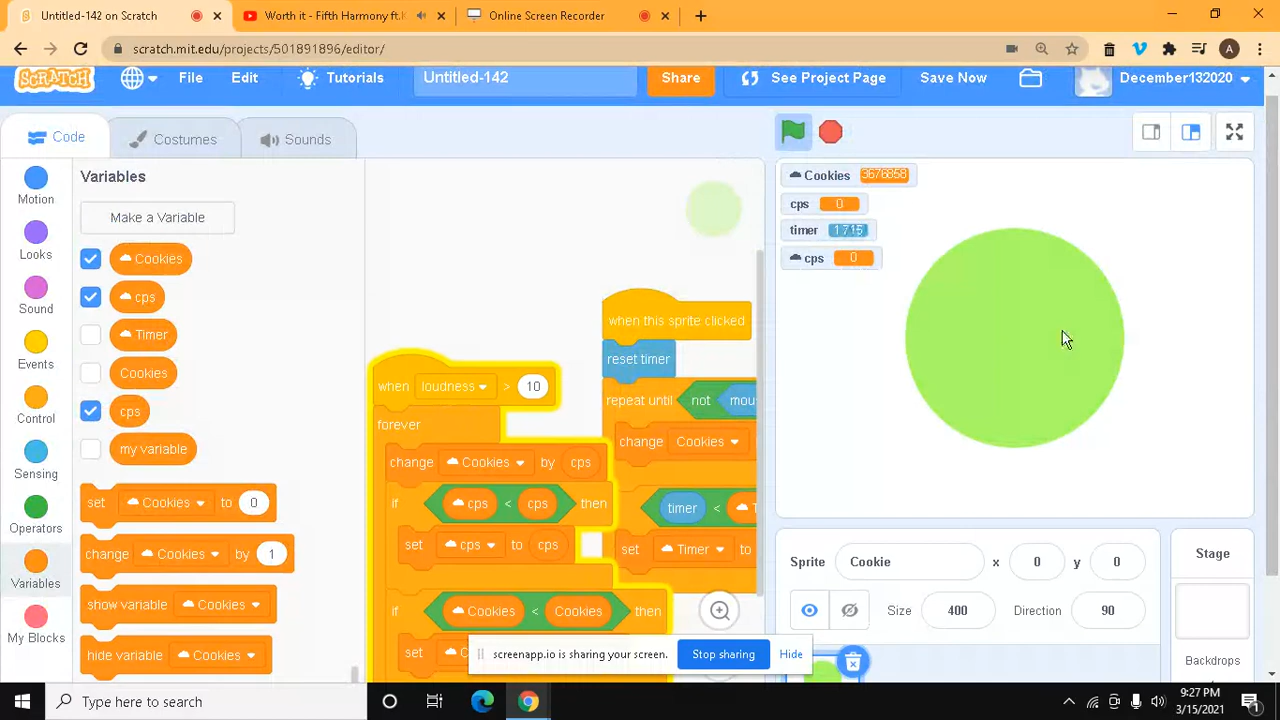 Untitled-142 on Scratch
Worth it - Fifth Harmony ft.
Online Screen Recorder
scratch.mit.edu/projects/501891896/editor/
A
SCRATCH
File
Edit
Tutorials
Untitled-142
Share
See Project Page
Save Now
December132020
Code
Costumes
Sounds
Motion
Looks
Sound
Events
Control
Sensing
Operators
Variables
My Blocks
Variables
Make a Variable
Cookies
cps
Timer
Cookies
cps
my variable
set Cookies to 0
change Cookies by 1
show variable Cookies
hide variable Cookies
when loudness > 10
forever
change Cookies by cps
if cps < cps then
set cps to cps
if Cookies < Cookies then
set
when this sprite clicked
reset timer
repeat until not mou
change Cookies
timer <
set Timer to
Cookies 3676858
cps 0
timer
cps 0
Sprite Cookie x 0 y 0
Size 400 Direction 90
Stage
Backdrops
screenapp.io is sharing your screen.
Stop sharing
Hide
Type here to search
9:27 PM
3/15/2021